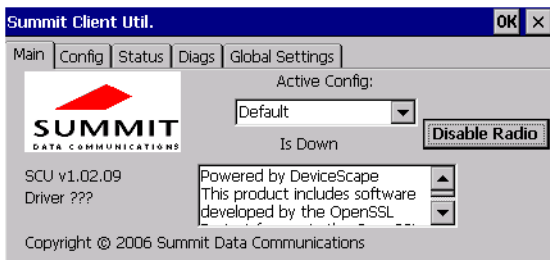 Summit Client Util.
OK
Main Config Status Diags Global Settings
Active Config:
Default
SUMMIT
DATA COMMUNICATIONS
Is Down
Disable Radio
SCU v1.02.09
Driver ???
Powered by DeviceScape
This product includes software
developed by the OpenSSL
Copyright © 2006 Summit Data Communications